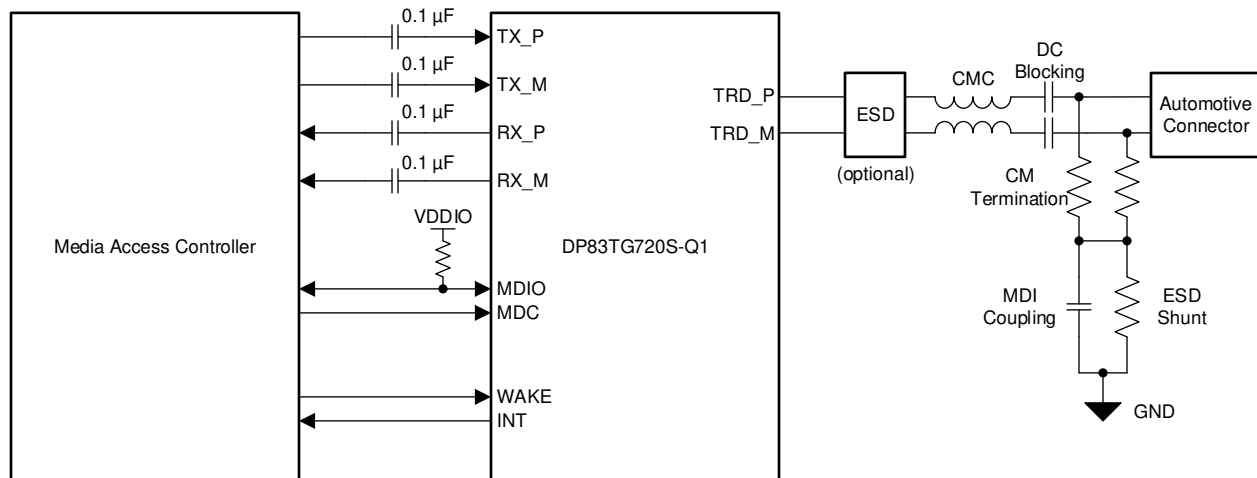 0.1 µF
TX_P
0.1 µF
TX_M
0.1 µF
RX_P
0.1 µF
RX_M
VDDIO
Media Access Controller
DP83TG720S-Q1
MDIO
MDC
WAKE
INT
TRD_P
TRD_M
ESD
(optional)
CMC
DC
Blocking
Automotive
Connector
CM
Termination
MDI
Coupling
ESD
Shunt
GND